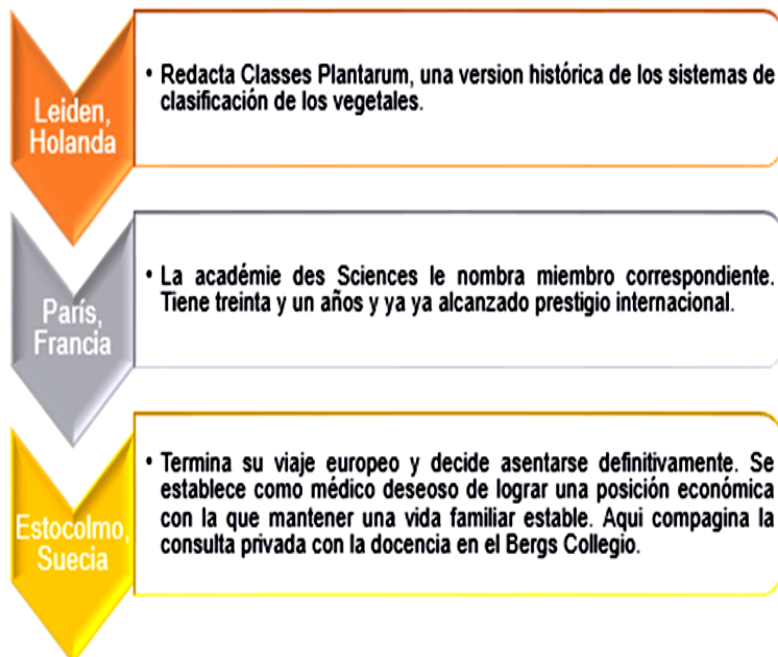 Leiden,
Holanda
• Redacta Classes Plantarum, una version histórica de los sistemas de
clasificación de los vegetales.
París,
Francia
• La académie des Sciences le nombra miembro correspondiente.
Tiene treinta y un años y ya ya alcanzado prestigio internacional.
Estocolmo,
Suecia
• Termina su viaje europeo y decide asentarse definitivamente. Se
establece como médico deseoso de lograr una posición económica
con la que mantener una vida familiar estable. Aqui compagina la
consulta privada con la docencia en el Bergs Collegio.